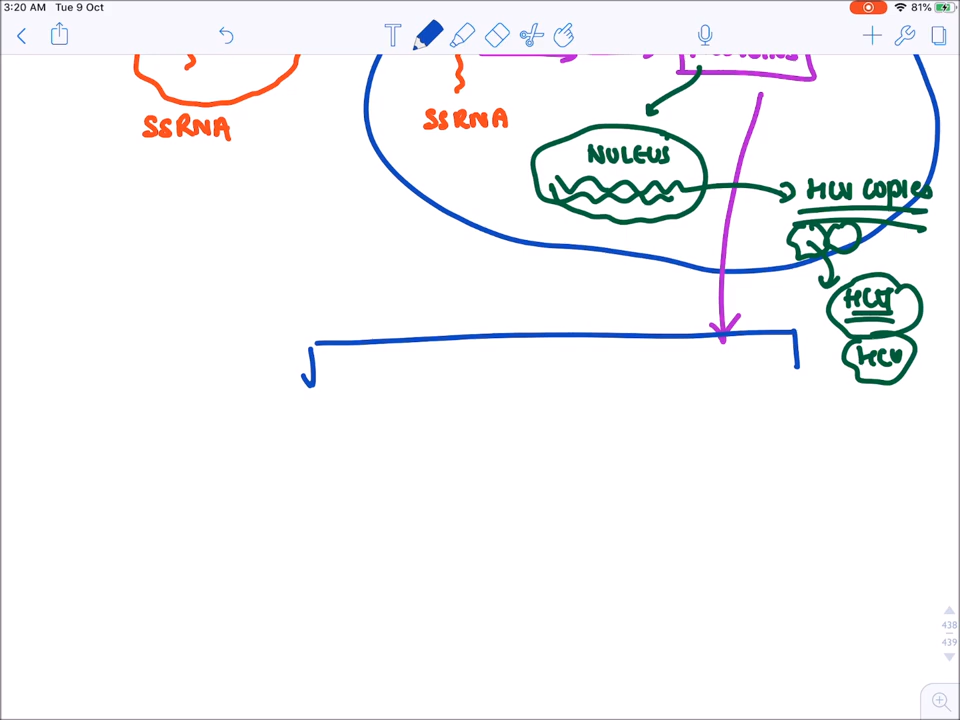 3:20 AM Tue 9 Oct
81%
T
SSRNA
SSRNA
NULEUS
HCV Copies
HCV
HCV
438
439